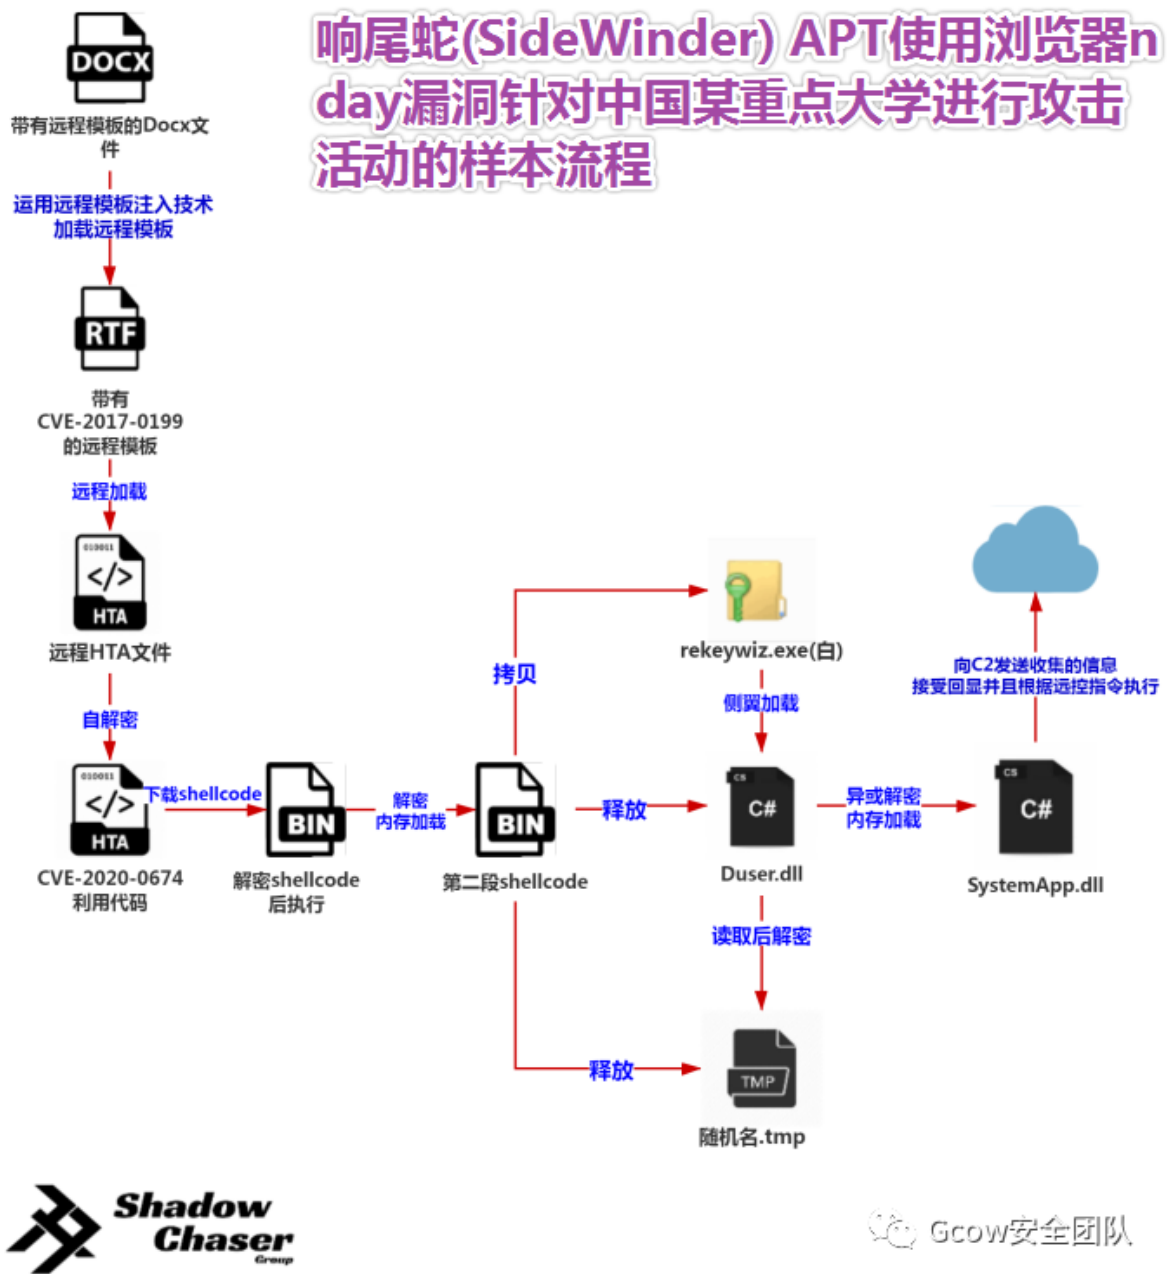 响尾蛇(SideWinder) APT使用浏览器n
day漏洞针对中国某重点大学进行攻击
活动的样本流程
DOCX
带有远程模板的Docx文
件
运用远程模板注入技术
加载远程模板
RTF
带有
CVE-2017-0199
的远程模板
远程加载
010011
</>
HTA
远程HTA文件
自解密
010011
</>
HTA
CVE-2020-0674
利用代码
下载shellcode
BIN
解密shellcode
后执行
解密
内存加载
BIN
第二段shellcode
拷贝
rekeywiz.exe(白)
侧翼加载
释放
CS
C#
Duser.dll
异或解密
内存加载
CS
C#
SystemApp.dll
向C2发送收集的信息
接受回显并且根据远控指令执行
读取后解密
释放
TMP
随机名.tmp
Shadow
Chaser
Group
Gcow安全团队